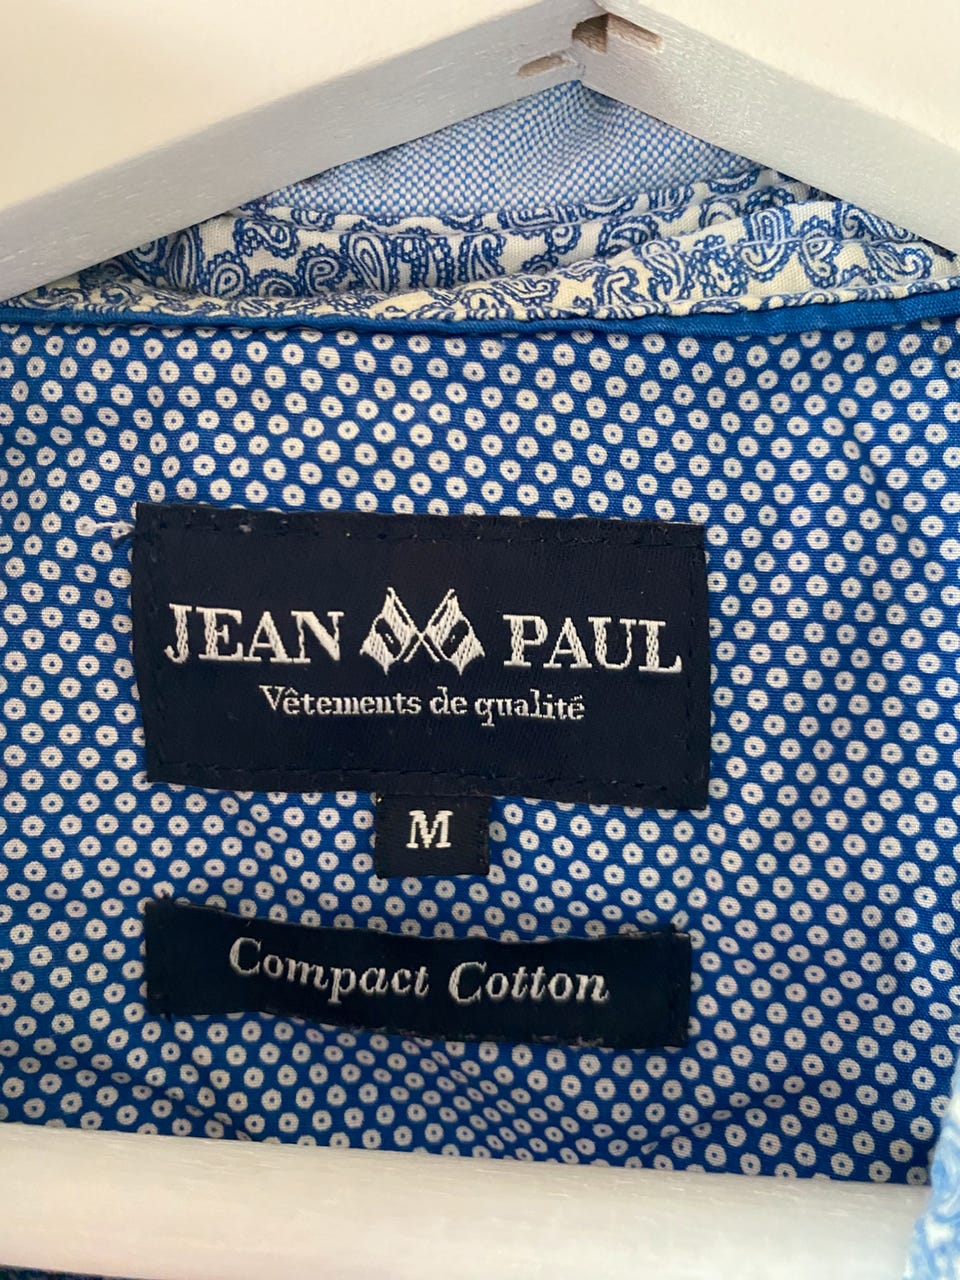 JEAN PAUL
Vêtements de qualité
M
Compact Cotton